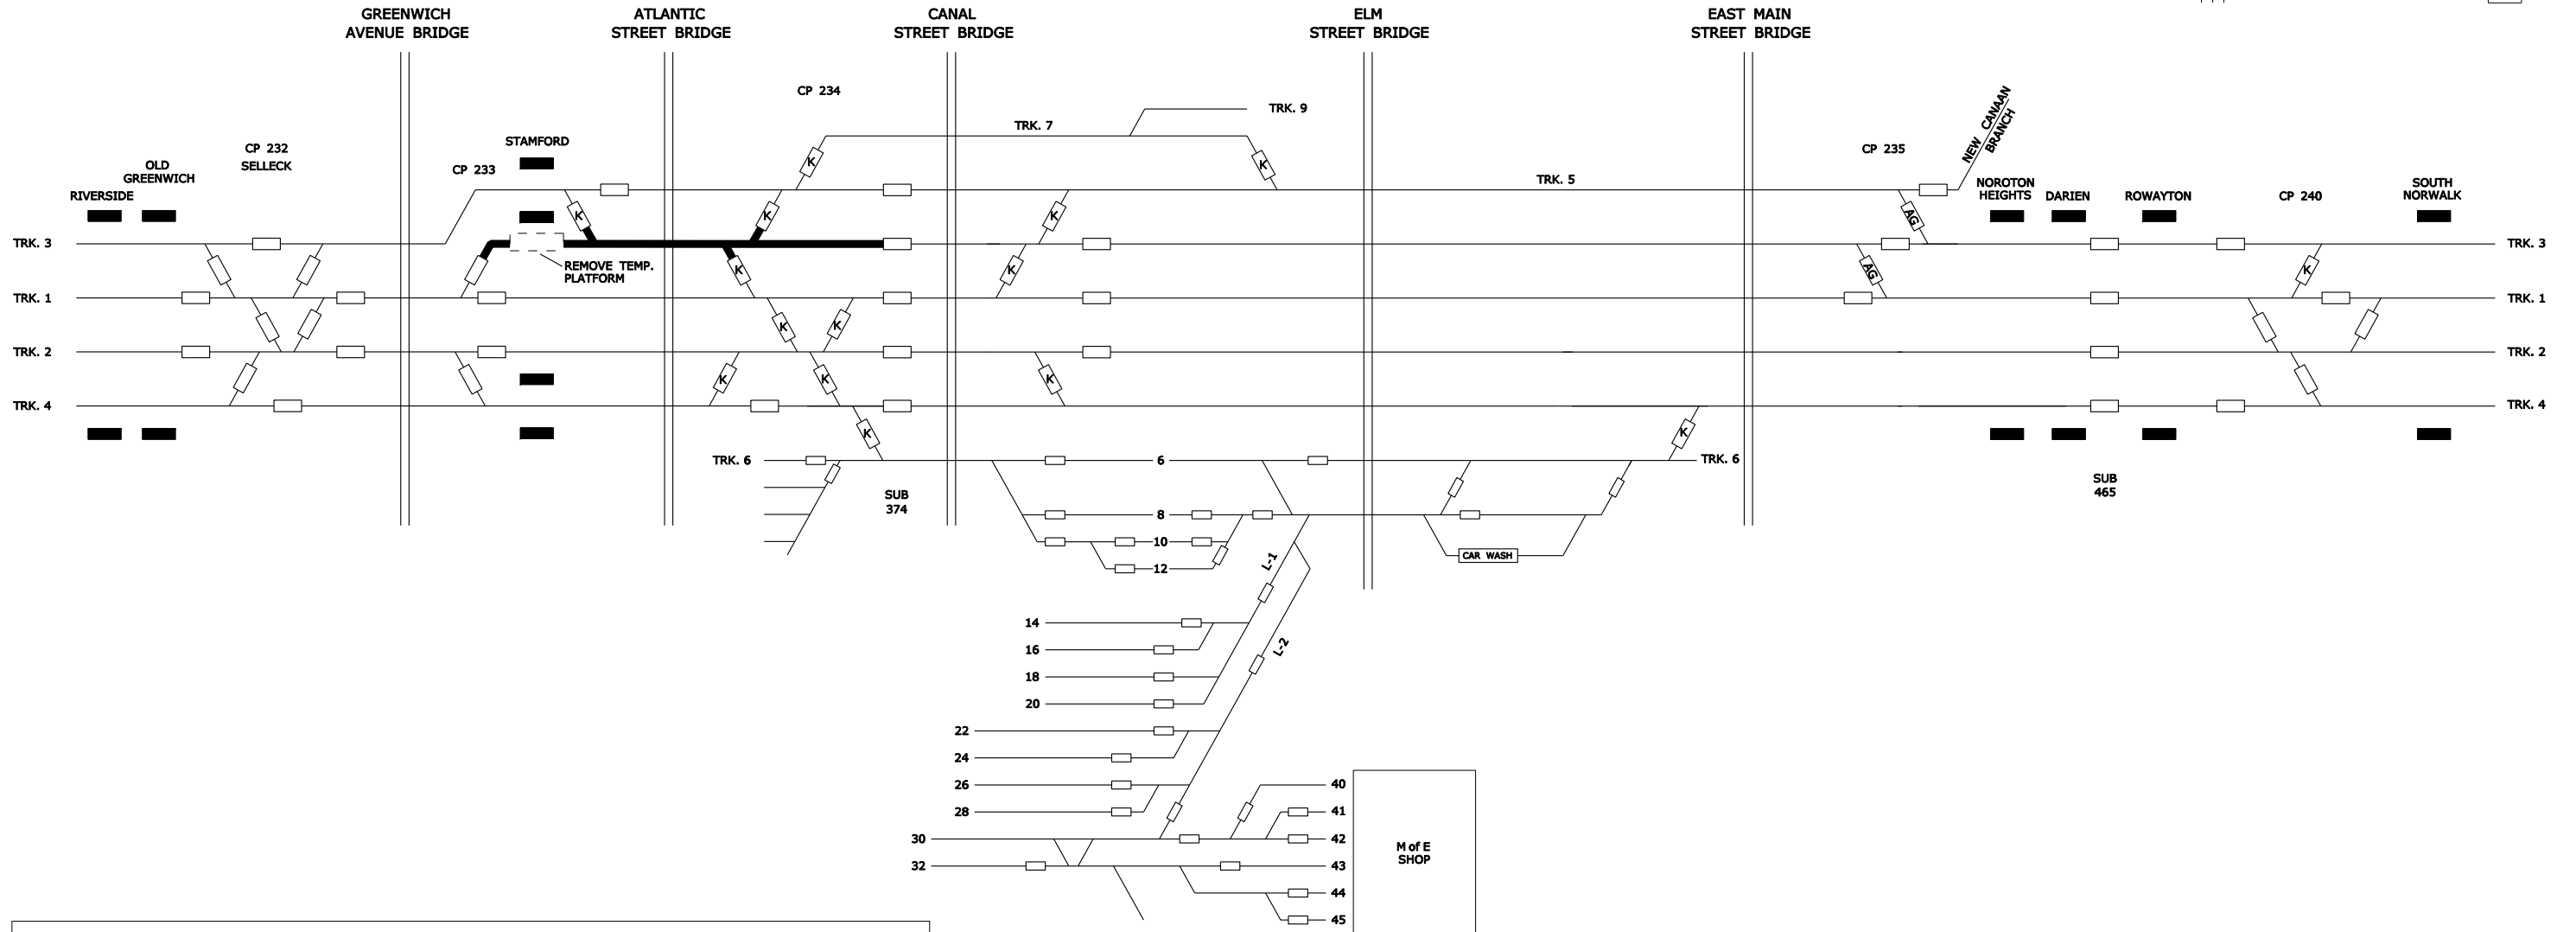 GREENWICH
AVENUE BRIDGE
ATLANTIC
STREET BRIDGE
CANAL
STREET BRIDGE
ELM
STREET BRIDGE
EAST MAIN
STREET BRIDGE
CP 234
TRK. 9
TRK. 7
NEW CANAAN
BRANCH
STAMFORD
CP 232
SELLECK
CP 235
OLD
GREENWICH
CP 233
K
K
TRK. 5
NOROTON
HEIGHTS
DARIEN
ROWAYTON
CP 240
SOUTH
NORWALK
RIVERSIDE
K
K
K
AG
TRK. 3
TRK. 3
REMOVE TEMP.
PLATFORM
K
K
AG
K
TRK. 1
TRK. 1
K
K
TRK. 2
TRK. 2
K
K
K
TRK. 4
TRK. 4
K
K
TRK. 6
6
TRK. 6
SUB
374
SUB
465
8
10
CAR WASH
12
L-1
14
16
L-2
18
20
22
24
26
40
28
41
30
42
M of E
SHOP
32
43
44
45